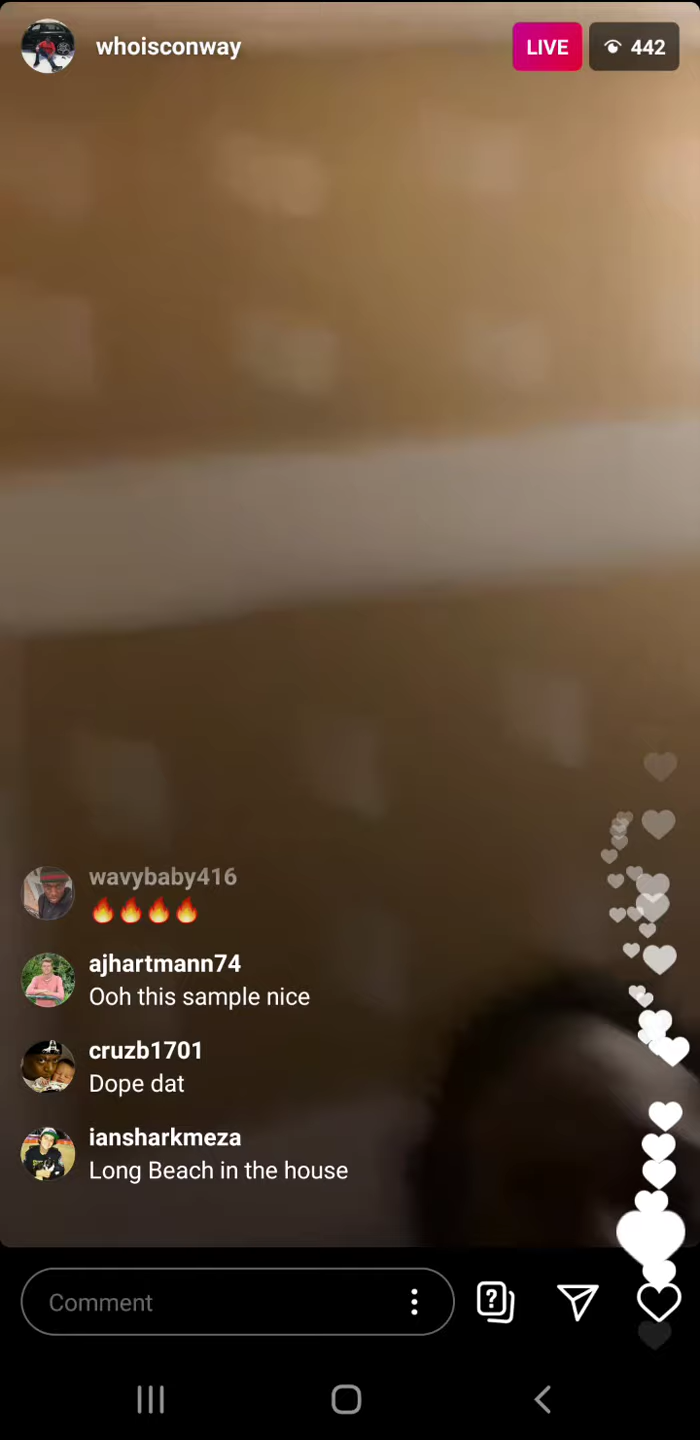 whoisconway
LIVE
442
wavybaby416
🔥🔥🔥🔥
ajhartmann74
Ooh this sample nice
cruzb1701
Dope dat
iansharkmeza
Long Beach in the house
Comment